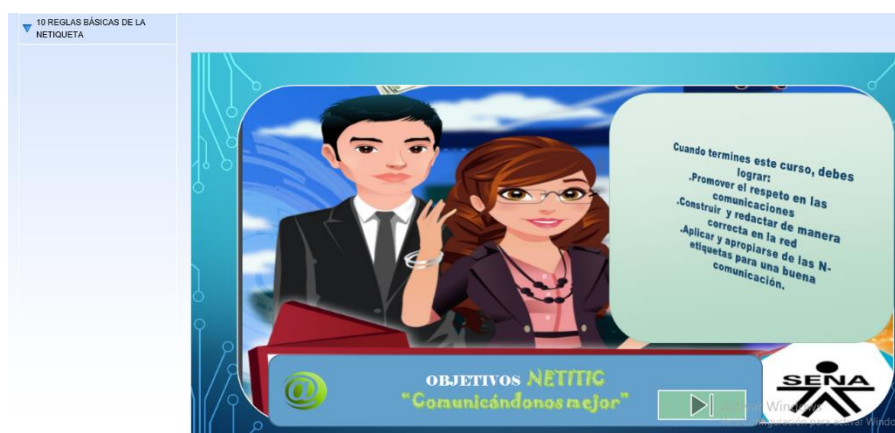 10 REGLAS BÁSICAS DE LA
NETIQUETA
Cuando termines este curso, debes
lograr:
.Promover el respeto en las
comunicaciones
.Construir y redactar de manera
correcta en la red
.Aplicar y apropiarse de las N-
etiquetas para una buena
comunicación.
OBJETIVOS NETITIC
"Comunicándonos mejor"
SENA